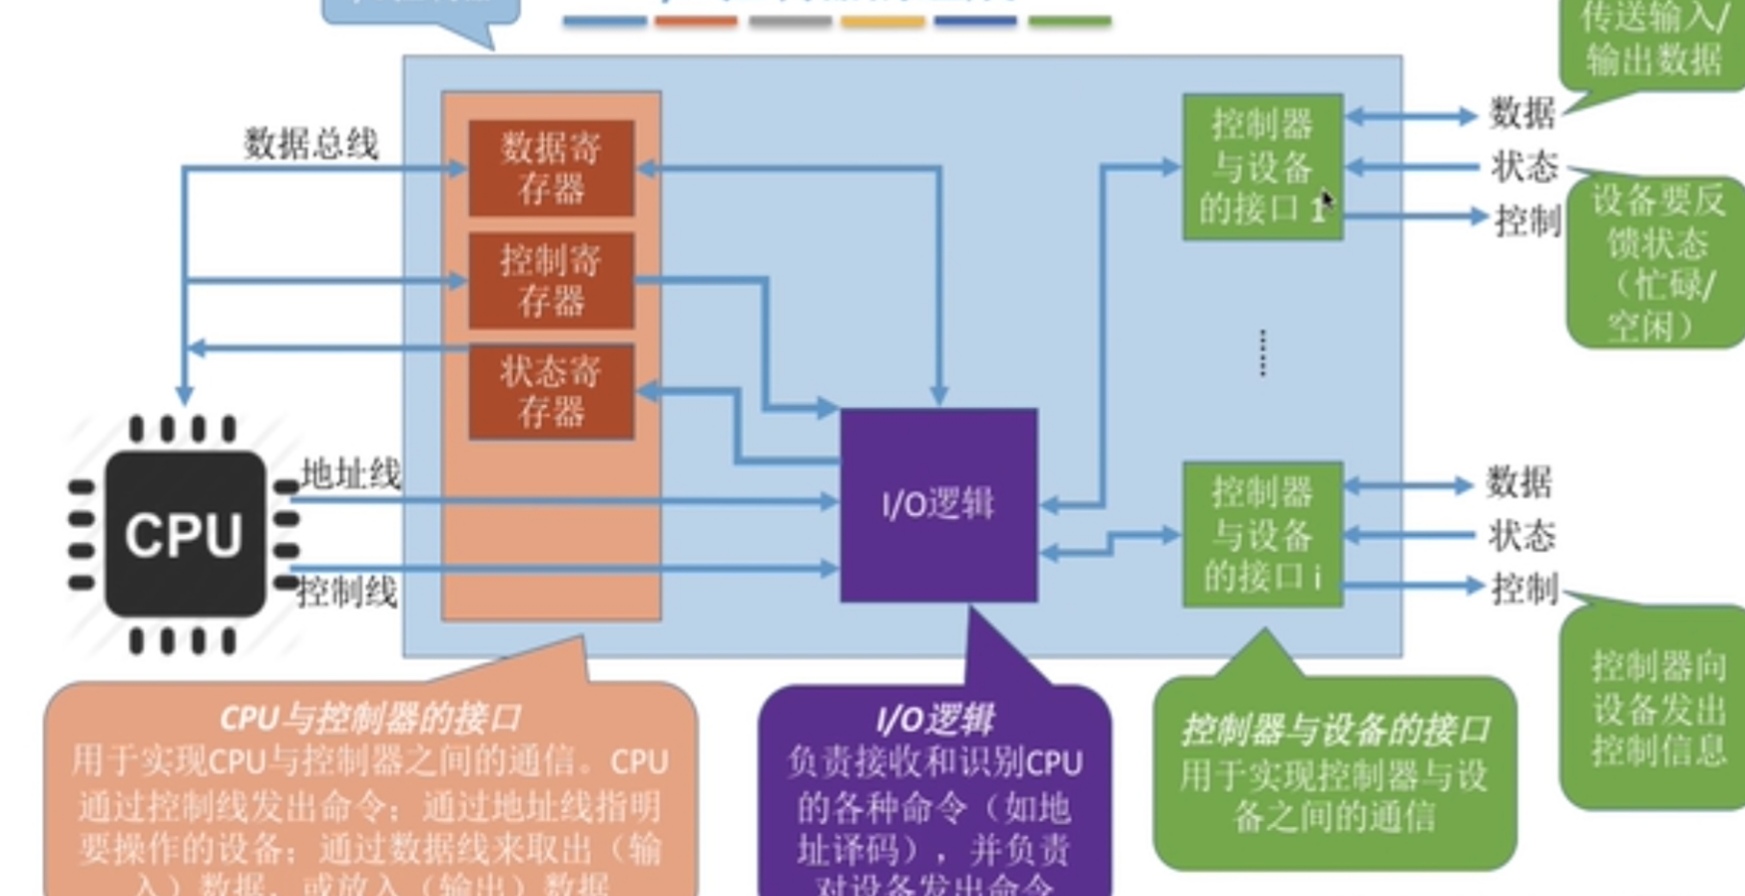 传送输入/
输出数据
数据总线
数据寄
存器
控制寄
存器
状态寄
存器
控制器
与设备
的接口 1
数据
状态
控制
设备要反
馈状态
（忙碌/
空闲）
......
CPU
地址线
控制线
I/O逻辑
控制器
与设备
的接口 i
数据
状态
控制
控制器向
设备发出
控制信息
CPU与控制器的接口
用于实现CPU与控制器之间的通信。CPU
通过控制线发出命令；通过地址线指明
要操作的设备；通过数据线来取出（输
入）数据，或放入（输出）数据
I/O逻辑
负责接收和识别CPU
的各种命令（如地
址译码），并负责
对设备发出命令
控制器与设备的接口
用于实现控制器与设
备之间的通信